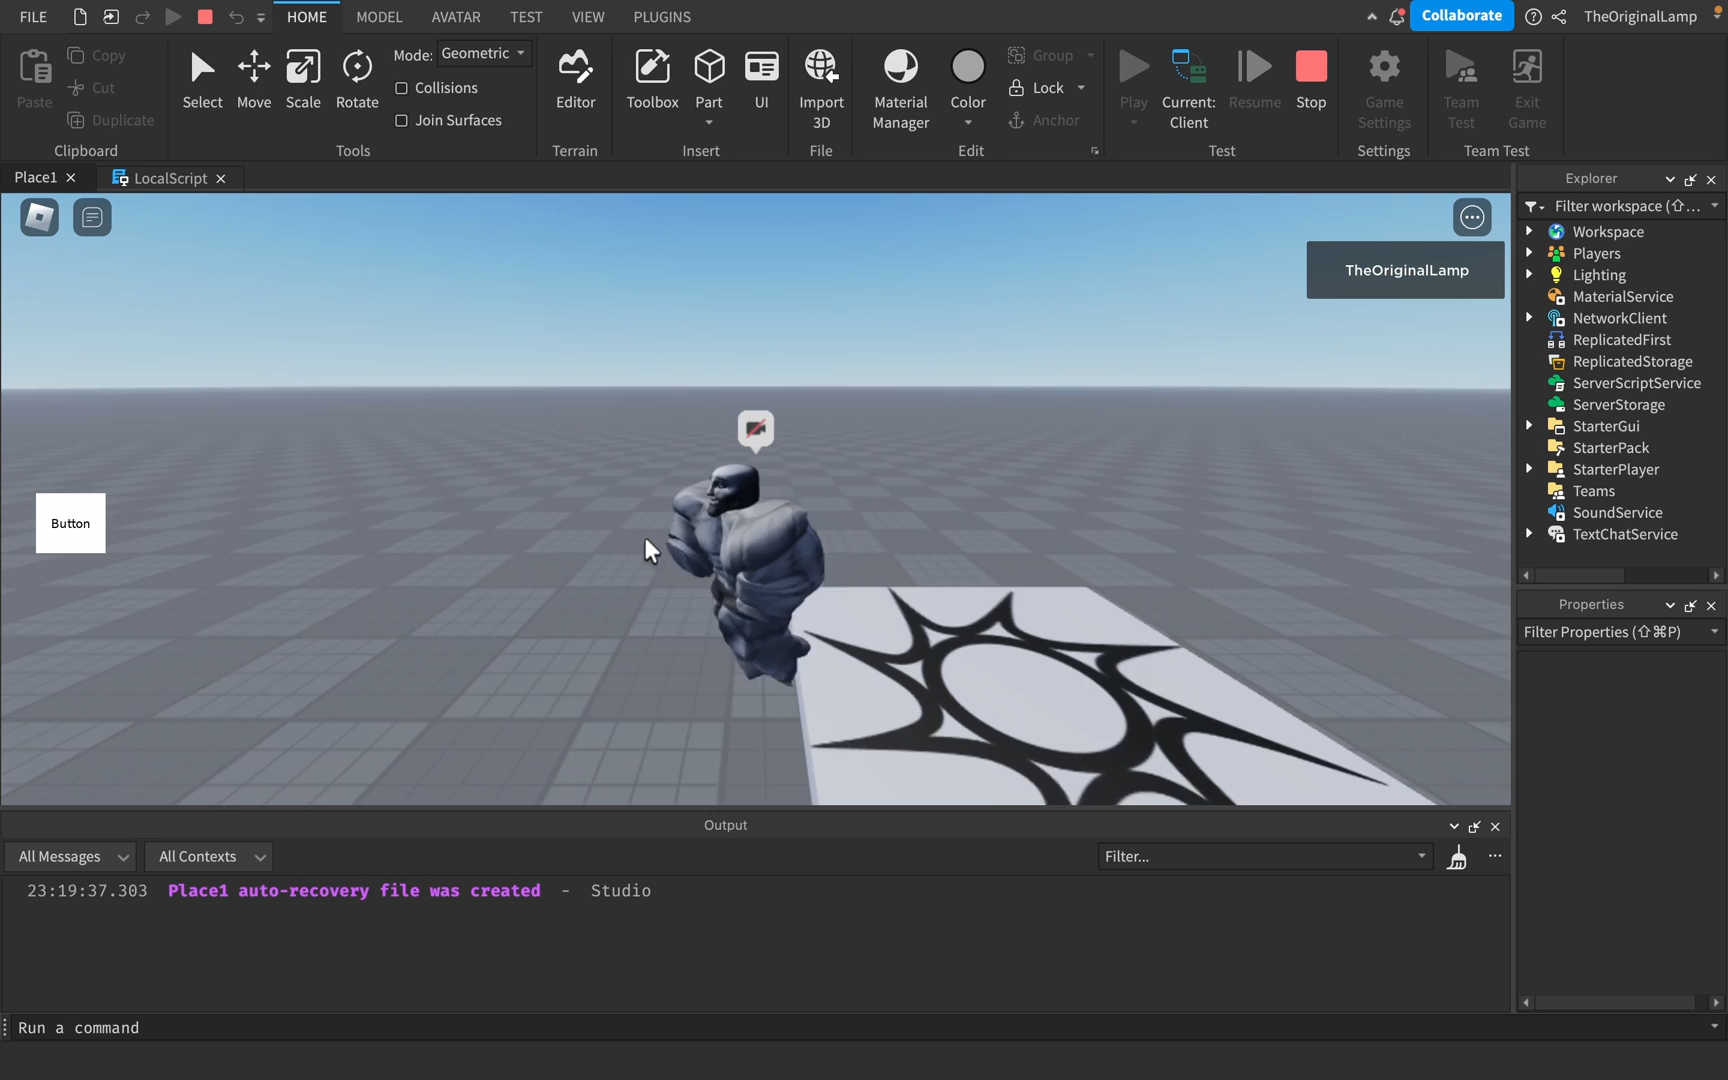 FILE HOME MODEL AVATAR TEST VIEW PLUGINS Collaborate TheOriginalLamp
Paste Copy Cut Duplicate
Clipboard
Select Move Scale Rotate Mode: Geometric
Collisions
Join Surfaces
Tools
Editor
Terrain
Toolbox Part UI
Insert
Import 3D
File
Material Manager Color Group Lock Anchor
Edit
Play Current: Client Resume Stop
Test
Game Settings
Settings
Team Test Exit Game
Team Test
Place1 LocalScript
TheOriginalLamp
Button
Explorer
Filter workspace (⇧...
Workspace
Players
Lighting
MaterialService
NetworkClient
ReplicatedFirst
ReplicatedStorage
ServerScriptService
ServerStorage
StarterGui
StarterPack
StarterPlayer
Teams
SoundService
TextChatService
Properties
Filter Properties (⇧⌘P)
Output
All Messages All Contexts Filter...
23:19:37.303 Place1 auto-recovery file was created - Studio
Run a command